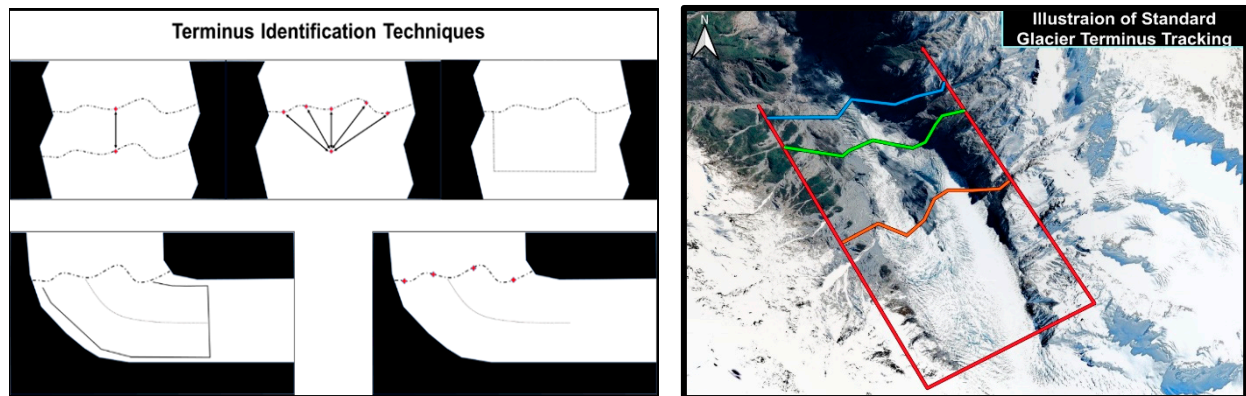 Terminus Identification Techniques
Illustraion of Standard
Glacier Terminus Tracking
N